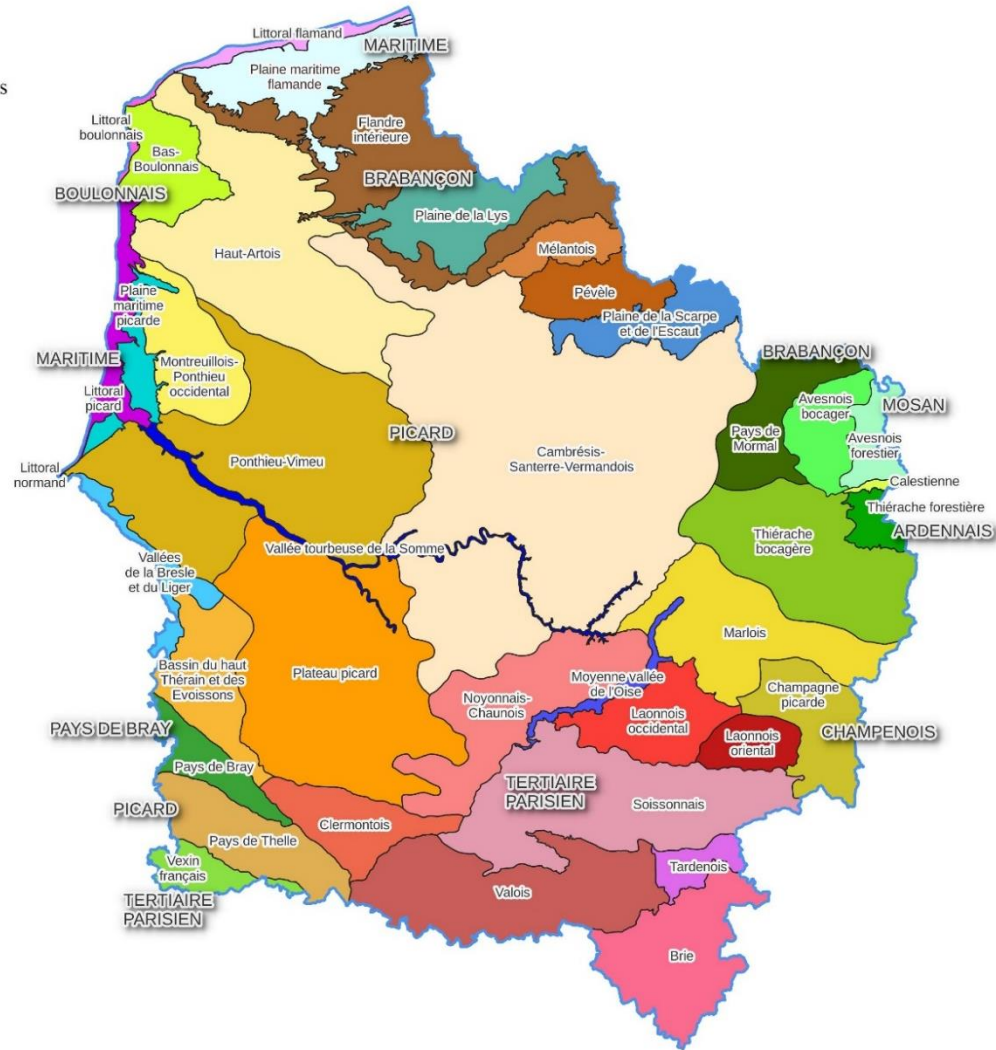 Littoral flamand
MARITIME
Plaine maritime
flamande
s
Littoral
boulonnais
Flandre
intérieure
Bas-
Boulonnais
BRABANÇON
BOULONNAIS
Plaine de la Lys
Haut-Artois
Mélantois
Plaine
maritime
picarde
Pévèle
Plaine de la Scarpe
et de l'Escaut
MARITIME
Montreuillois-
Ponthieu
occidental
BRABANÇON
Littoral
picard
Avesnois
bocager
MOSAN
Pays de
Mormal
Avesnois
forestier
PICARD
Ponthieu-Vimeu
Cambrésis-
Santerre-Vermandois
Littoral
normand
Calestienne
Thiérache forestière
ARDENNAIS
Thiérache
bocagère
Vallée tourbeuse de la Somme
Vallées
de la Bresle
et du Liger
Marlois
Bassin du haut
Thérain et des
Evoissons
Plateau picard
Moyenne vallée
de l'Oise
Noyonnais-
Chaunois
Champagne
picarde
Laonnois
occidental
Laonnois
oriental
CHAMPENOIS
PAYS DE BRAY
Pays de Bray
TERTIAIRE
PARISIEN
Soissonnais
PICARD
Clermontois
Pays de Thelle
Vexin
français
Tardenois
Valois
TERTIAIRE
PARISIEN
Brie